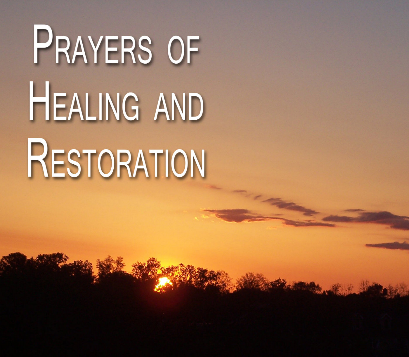 Prayers of
Healing and
Restoration